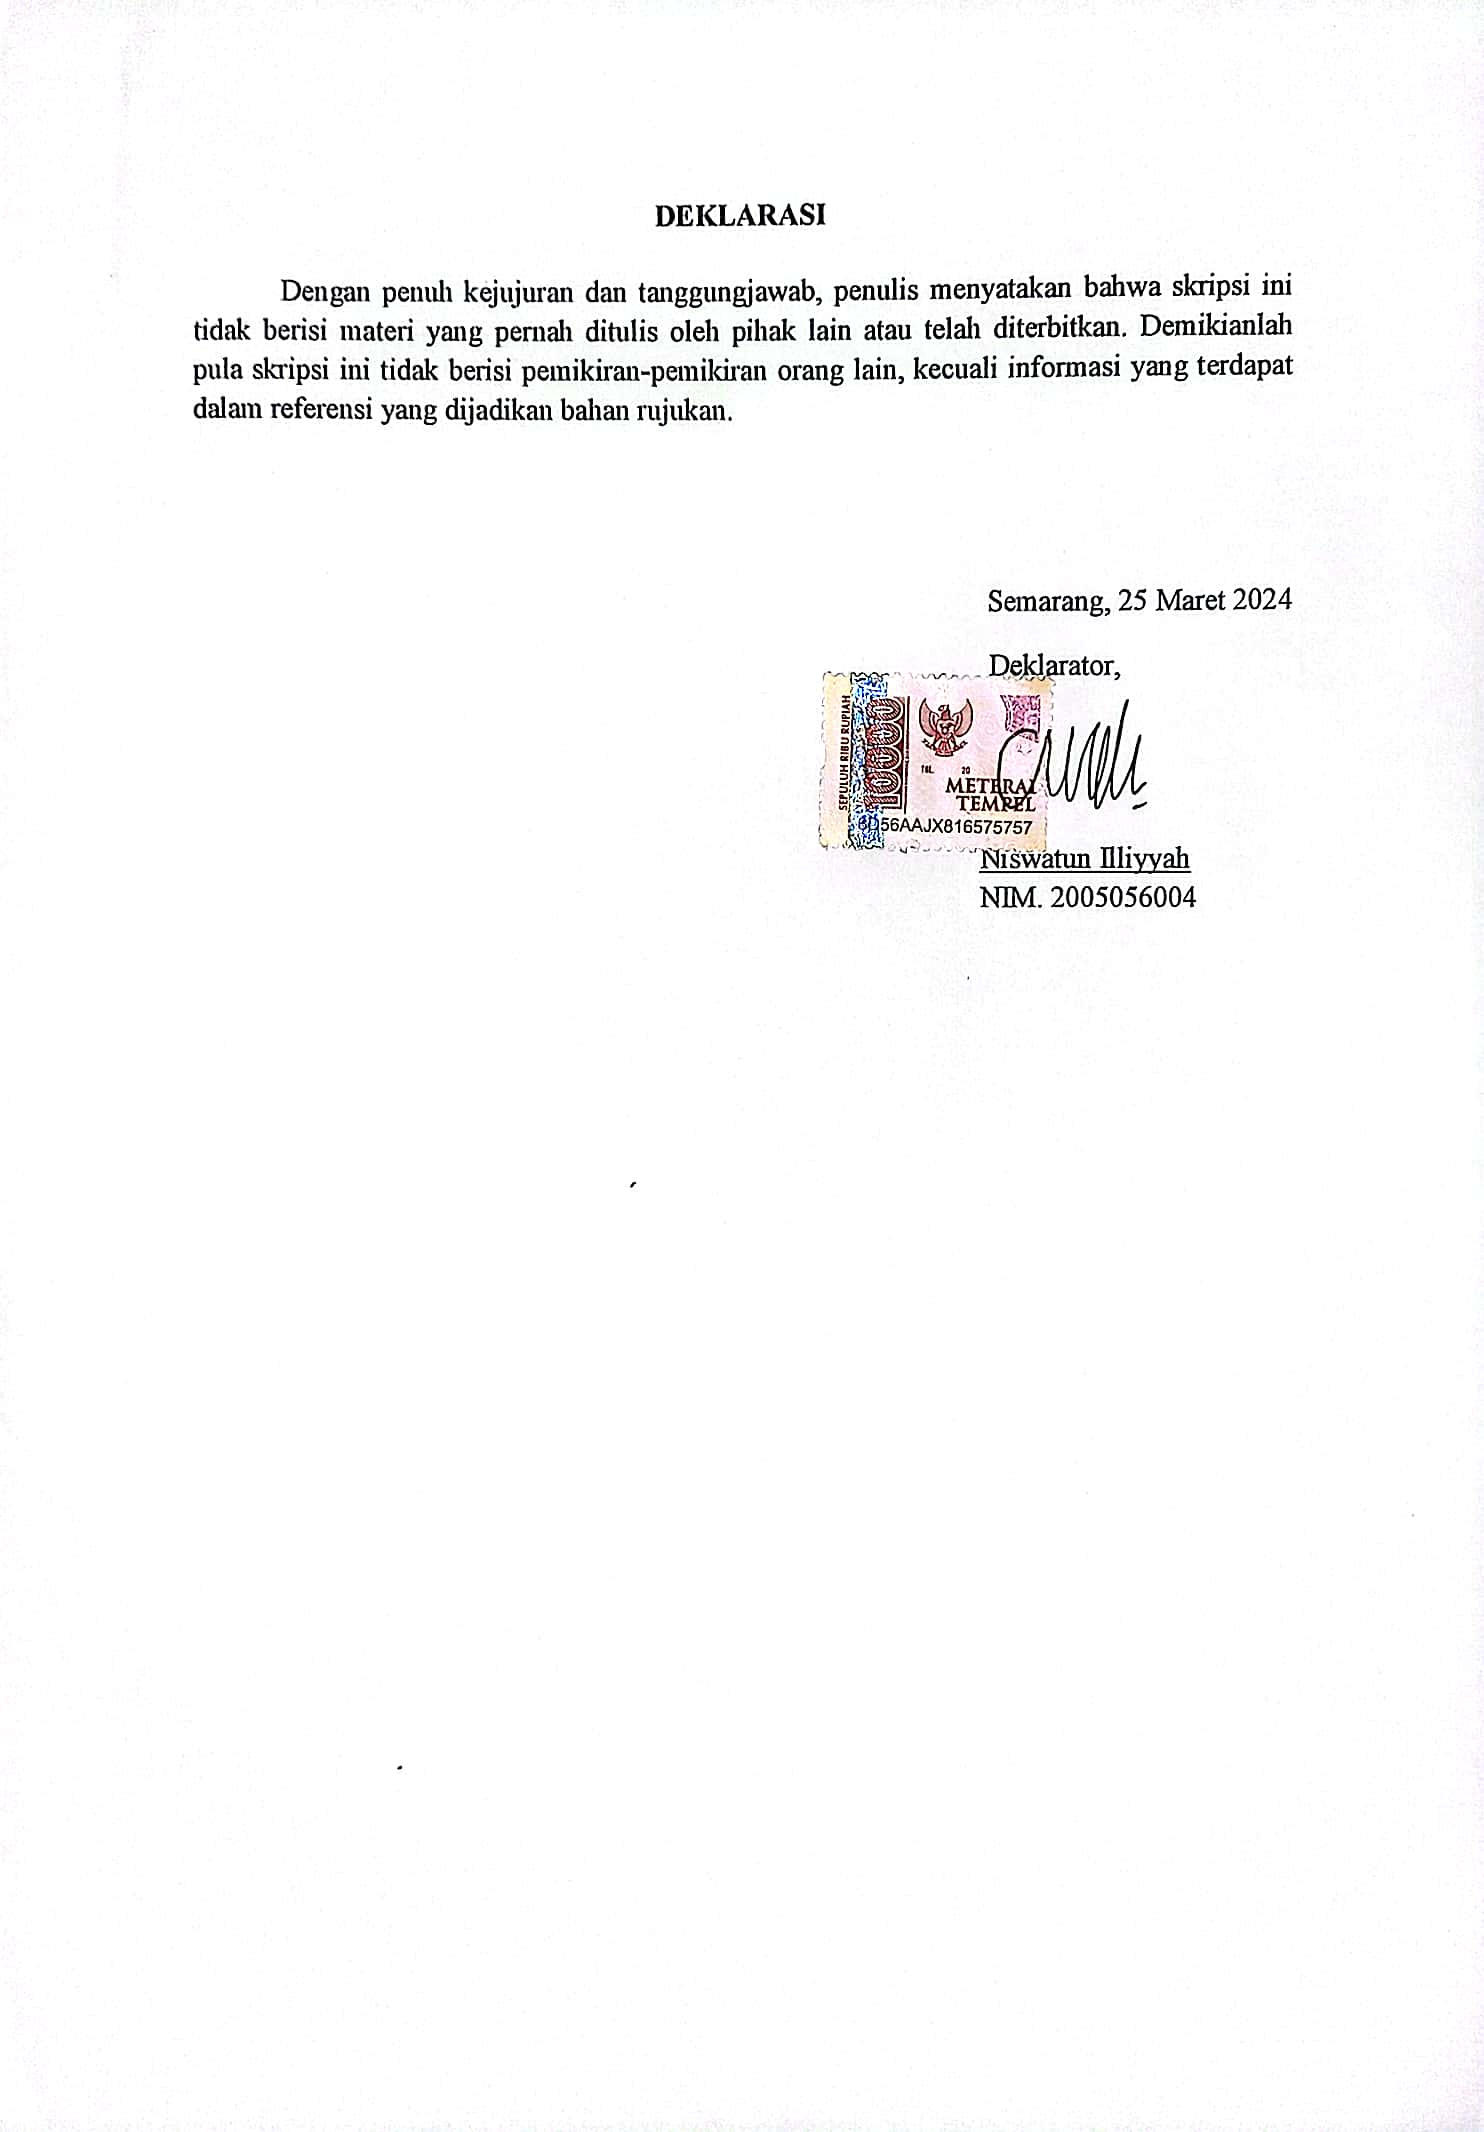 DEKLARASI
Dengan penuh kejujuran dan tanggungjawab, penulis menyatakan bahwa skripsi ini
tidak berisi materi yang pernah ditulis oleh pihak lain atau telah diterbitkan. Demikianlah
pula skripsi ini tidak berisi pemikiran-pemikiran orang lain, kecuali informasi yang terdapat
dalam referensi yang dijadikan bahan rujukan.
Semarang, 25 Maret 2024
Deklarator,
SEPULUH RIBU RUPIAH
10000
TGL. 20
METERAI
TEMPEL
56AAJX816575757
Niswatun Illiyyah
NIM. 2005056004